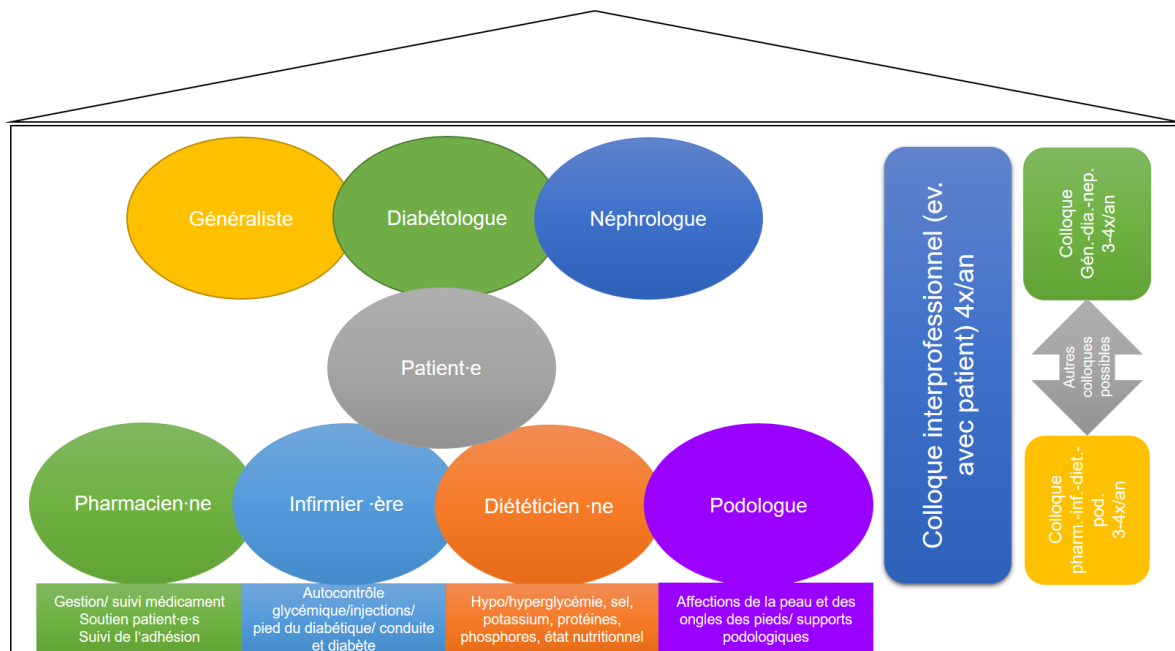 Généraliste
Diabétologue
Néphrologue
Patient·e
Pharmacien·ne
Infirmier ·ère
Diététicien ·ne
Podologue
Gestion/ suivi médicament
Soutien patient·e·s
Suivi de l'adhésion
Autocontrôle
glycémique/injections/
pied du diabétique/ conduite
et diabète
Hypo/hyperglycémie, sel,
potassium, protéines,
phosphores, état nutritionnel
Affections de la peau et des
ongles des pieds/ supports
podologiques
Colloque interprofessionnel (ev.
avec patient) 4x/an
Colloque
Gén.-dia.-nep.
3-4x/an
Autres
colloques
possibles
Colloque
pharm.-inf.-diet.-
pod.
3-4x/an